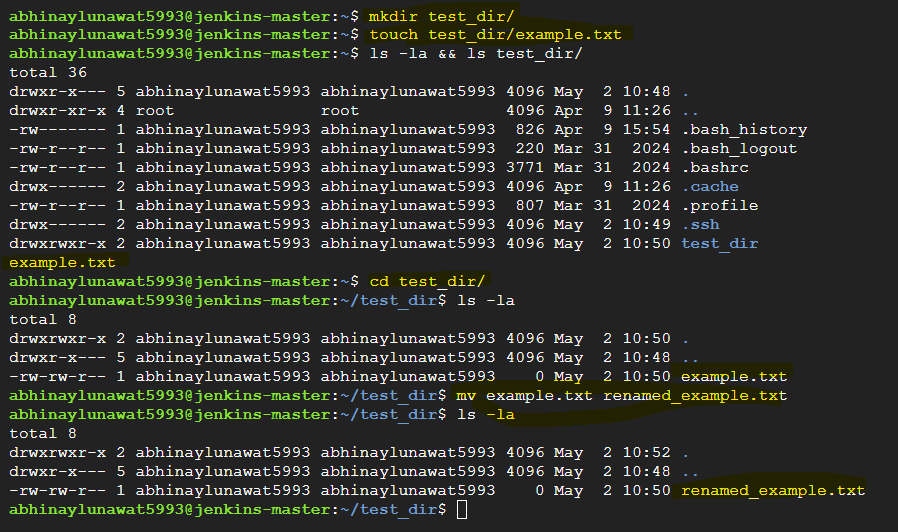 abhinaylunawat5993@jenkins-master:~$ mkdir test_dir/
abhinaylunawat5993@jenkins-master:~$ touch test_dir/example.txt
abhinaylunawat5993@jenkins-master:~$ ls -la && ls test_dir/
total 36
drwxr-x--- 5 abhinaylunawat5993 abhinaylunawat5993 4096 May  2 10:48 .
drwxr-xr-x 4 root               root               4096 Apr  9 11:26 ..
-rw------- 1 abhinaylunawat5993 abhinaylunawat5993  826 Apr  9 15:54 .bash_history
-rw-r--r-- 1 abhinaylunawat5993 abhinaylunawat5993  220 Mar 31  2024 .bash_logout
-rw-r--r-- 1 abhinaylunawat5993 abhinaylunawat5993 3771 Mar 31  2024 .bashrc
drwx------ 2 abhinaylunawat5993 abhinaylunawat5993 4096 Apr  9 11:26 .cache
-rw-r--r-- 1 abhinaylunawat5993 abhinaylunawat5993  807 Mar 31  2024 .profile
drwx------ 2 abhinaylunawat5993 abhinaylunawat5993 4096 May  2 10:49 .ssh
drwxrwxr-x 2 abhinaylunawat5993 abhinaylunawat5993 4096 May  2 10:50 test_dir
example.txt
abhinaylunawat5993@jenkins-master:~$ cd test_dir/
abhinaylunawat5993@jenkins-master:~/test_dir$ ls -la
total 8
drwxrwxr-x 2 abhinaylunawat5993 abhinaylunawat5993 4096 May  2 10:50 .
drwxr-x--- 5 abhinaylunawat5993 abhinaylunawat5993 4096 May  2 10:48 ..
-rw-rw-r-- 1 abhinaylunawat5993 abhinaylunawat5993    0 May  2 10:50 example.txt
abhinaylunawat5993@jenkins-master:~/test_dir$ mv example.txt renamed_example.txt
abhinaylunawat5993@jenkins-master:~/test_dir$ ls -la
total 8
drwxrwxr-x 2 abhinaylunawat5993 abhinaylunawat5993 4096 May  2 10:52 .
drwxr-x--- 5 abhinaylunawat5993 abhinaylunawat5993 4096 May  2 10:48 ..
-rw-rw-r-- 1 abhinaylunawat5993 abhinaylunawat5993    0 May  2 10:50 renamed_example.txt
abhinaylunawat5993@jenkins-master:~/test_dir$